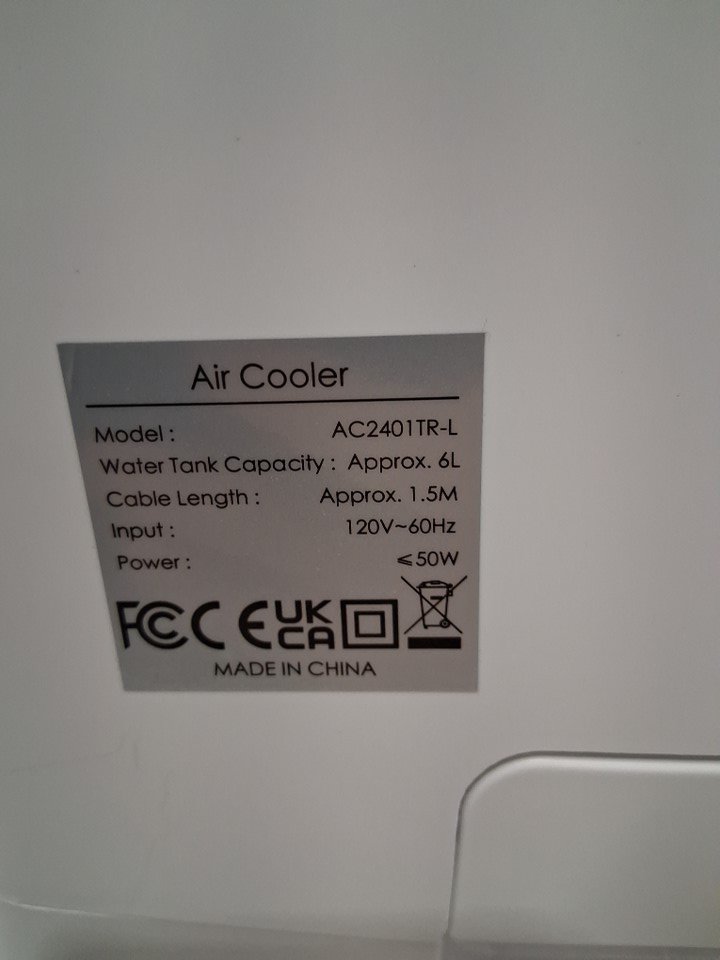 Air Cooler
Model : AC2401TR-L
Water Tank Capacity : Approx. 6L
Cable Length : Approx. 1.5M
Input : 120V~60Hz
Power : ⩽50W
FC CE UK CA
MADE IN CHINA